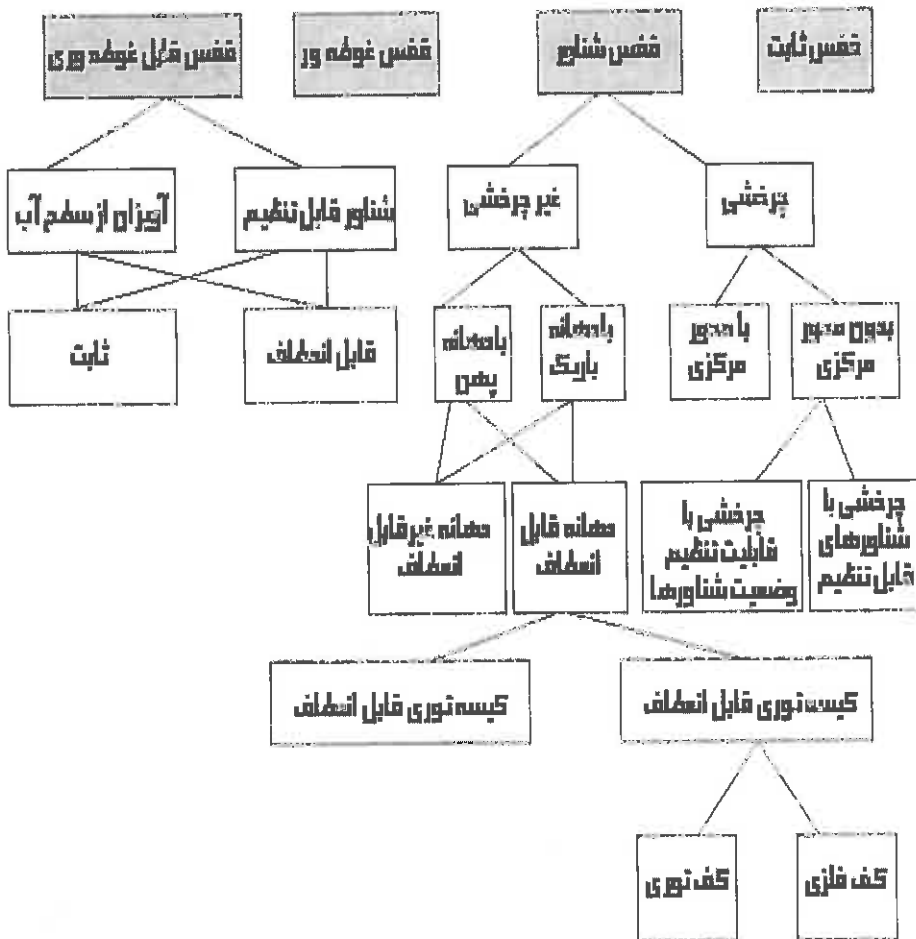 قفس ثابت
قفس شناور
قفس غوطه ور
قفس قابل غوطه وری
چرخشی
غیر چرخشی
شناور قابل تنظیم
آویزان از سطح آب
بدون محور
مرکزی
با محور
مرکزی
با دهانه
باریک
با دهانه
پهن
قابل انعطاف
ثابت
چرخشی با
شناورهای
قابل تنظیم
چرخشی با
قابلیت تنظیم
وضعیت شناورها
دهانه قابل
انعطاف
دهانه غیر قابل
انعطاف
کیسه توری قابل انعطاف
کیسه توری قابل انعطاف
کف فلزی
کف توری